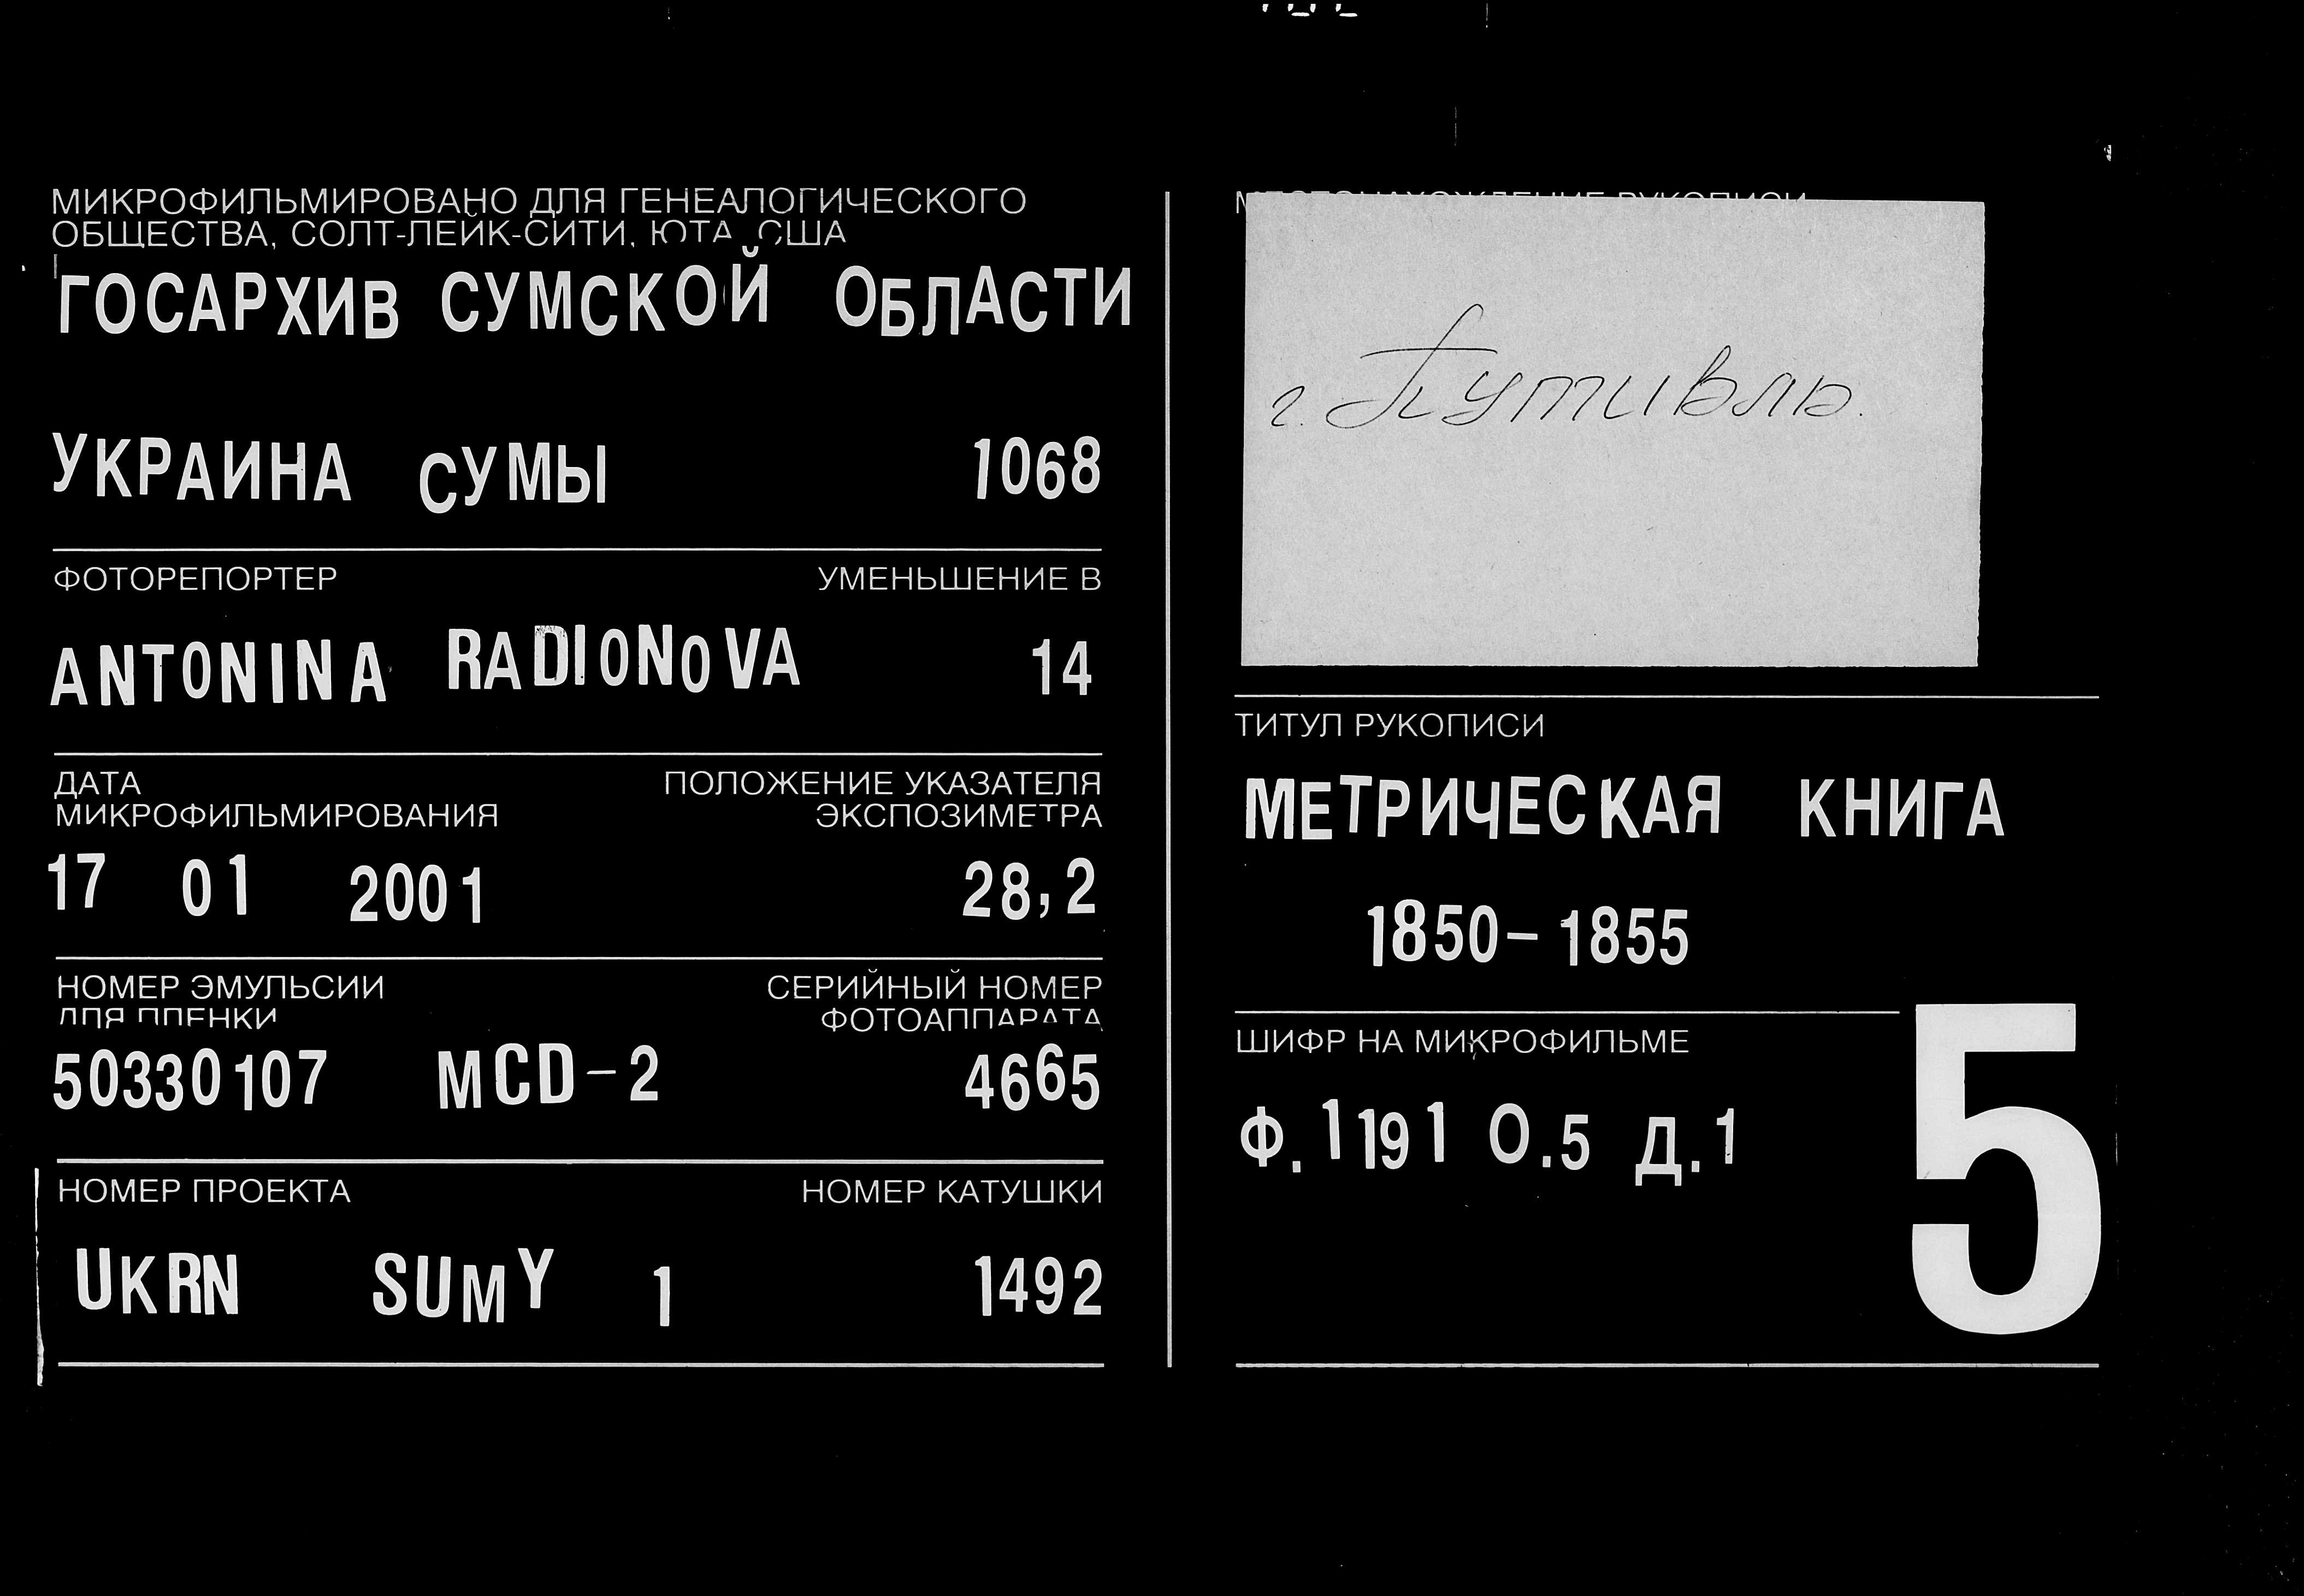 МИКРОФИЛЬМИРОВАНО ДЛЯ ГЕНЕАЛОГИЧЕСКОГО
ОБЩЕСТВА, СОЛТ-ЛЕЙК-СИТИ, ЮТА, США
ГОСАРХИВ СУМСКОЙ ОБЛАСТИ
УКРАИНА СУМЫ 1068
ФОТОРЕПОРТЕР УМЕНЬШЕНИЕ В
ANTONINA RADIONOVA 14
ДАТА ПОЛОЖЕНИЕ УКАЗАТЕЛЯ
МИКРОФИЛЬМИРОВАНИЯ ЭКСПОЗИМЕТРА
17 01 2001 28,2
НОМЕР ЭМУЛЬСИИ СЕРИЙНЫЙ НОМЕР
ДЛЯ ПЛЕНКИ ФОТОАППАРАТА
50330107 MCD-2 4665
НОМЕР ПРОЕКТА НОМЕР КАТУШКИ
UKRN SUMY 1 1492
МЕСТОНАХОЖДЕНИЕ РУКОПИСИ
г. Путивль.
ТИТУЛ РУКОПИСИ
МЕТРИЧЕСКАЯ КНИГА
1850-1855
ШИФР НА МИКРОФИЛЬМЕ
Ф.1191 О.5 Д.1
5